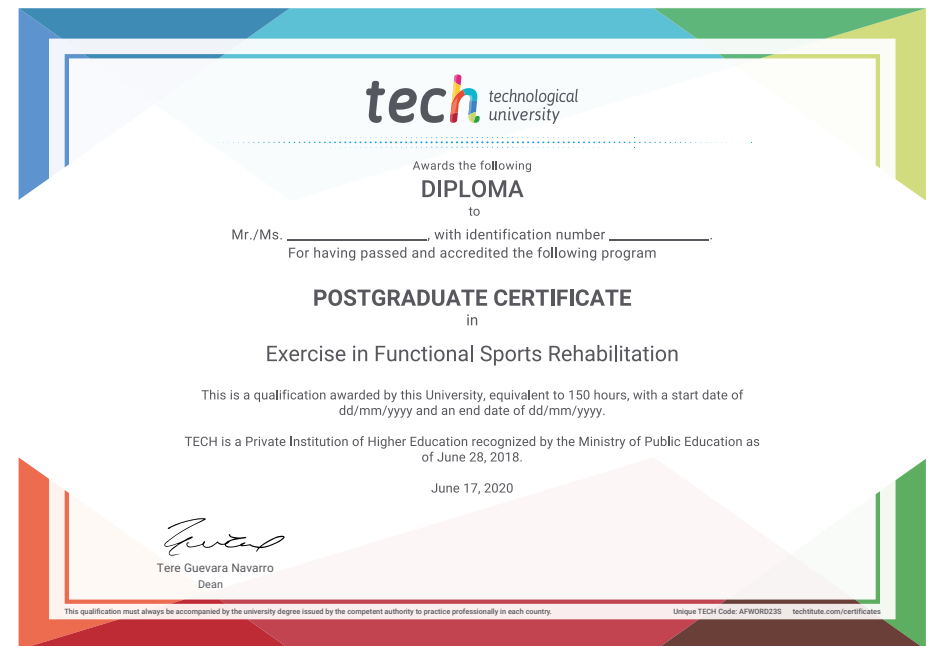 tech technological
university
Awards the following
DIPLOMA
to
Mr./Ms. ____________________, with identification number ______________.
For having passed and accredited the following program
POSTGRADUATE CERTIFICATE
in
Exercise in Functional Sports Rehabilitation
This is a qualification awarded by this University, equivalent to 150 hours, with a start date of
dd/mm/yyyy and an end date of dd/mm/yyyy.
TECH is a Private Institution of Higher Education recognized by the Ministry of Public Education as
of June 28, 2018.
June 17, 2020
Tere Guevara Navarro
Dean
This qualification must always be accompanied by the university degree issued by the competent authority to practice professionally in each country.
Unique TECH Code: AFWORD23S techtitute.com/certificates